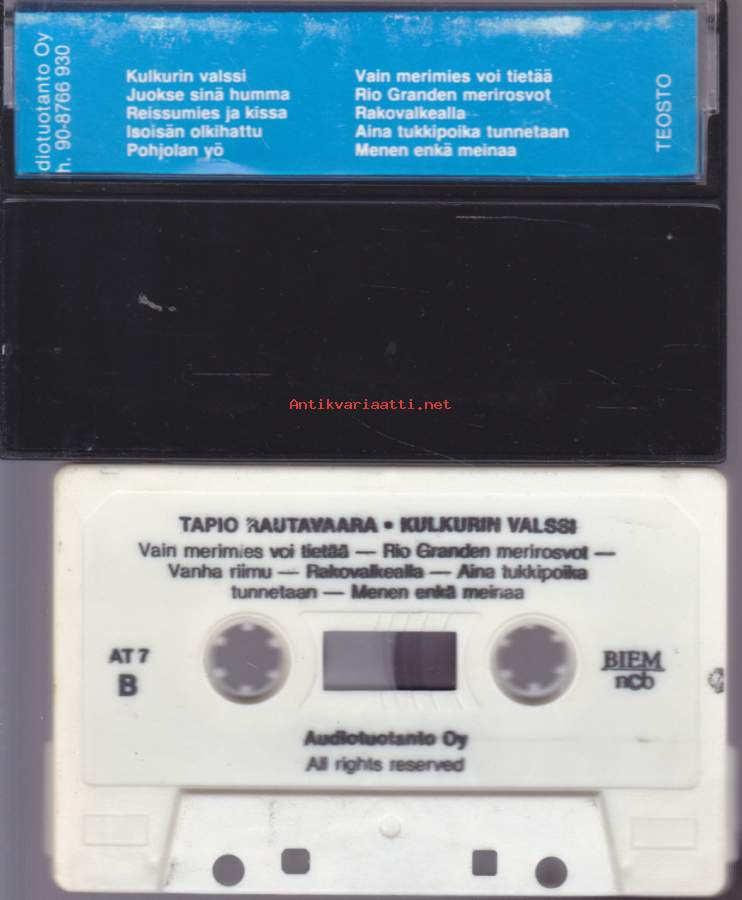 diotuotanto Oy
h. 90-8766 930
Kulkurin valssi
Juokse sinä humma
Reissumies ja kissa
Isoisän olkihattu
Pohjolan yö
Vain merimies voi tietää
Rio Granden merirosvot
Rakovalkealla
Aina tukkipoika tunnetaan
Menen enkä meinaa
TEOSTO
Antikvariaatti.net
TAPIO RAUTAVAARA • KULKURIN VALSSI
Vain merimies voi tietää — Rio Granden merirosvot —
Vanha riimu — Rakovalkealla — Aina tukkipoika
tunnetaan — Menen enkä meinaa
AT 7
B
BIEM
ncb
Audiotuotanto Oy
All rights reserved